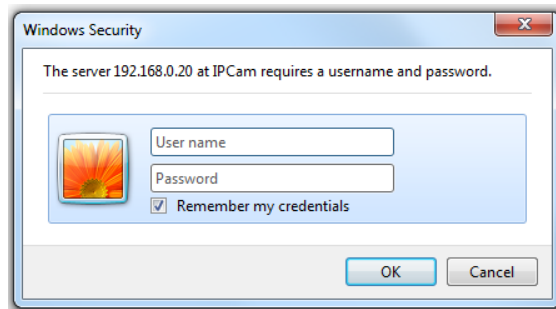 Windows Security
The server 192.168.0.20 at IPCam requires a username and password.
User name
Password
Remember my credentials
OK
Cancel